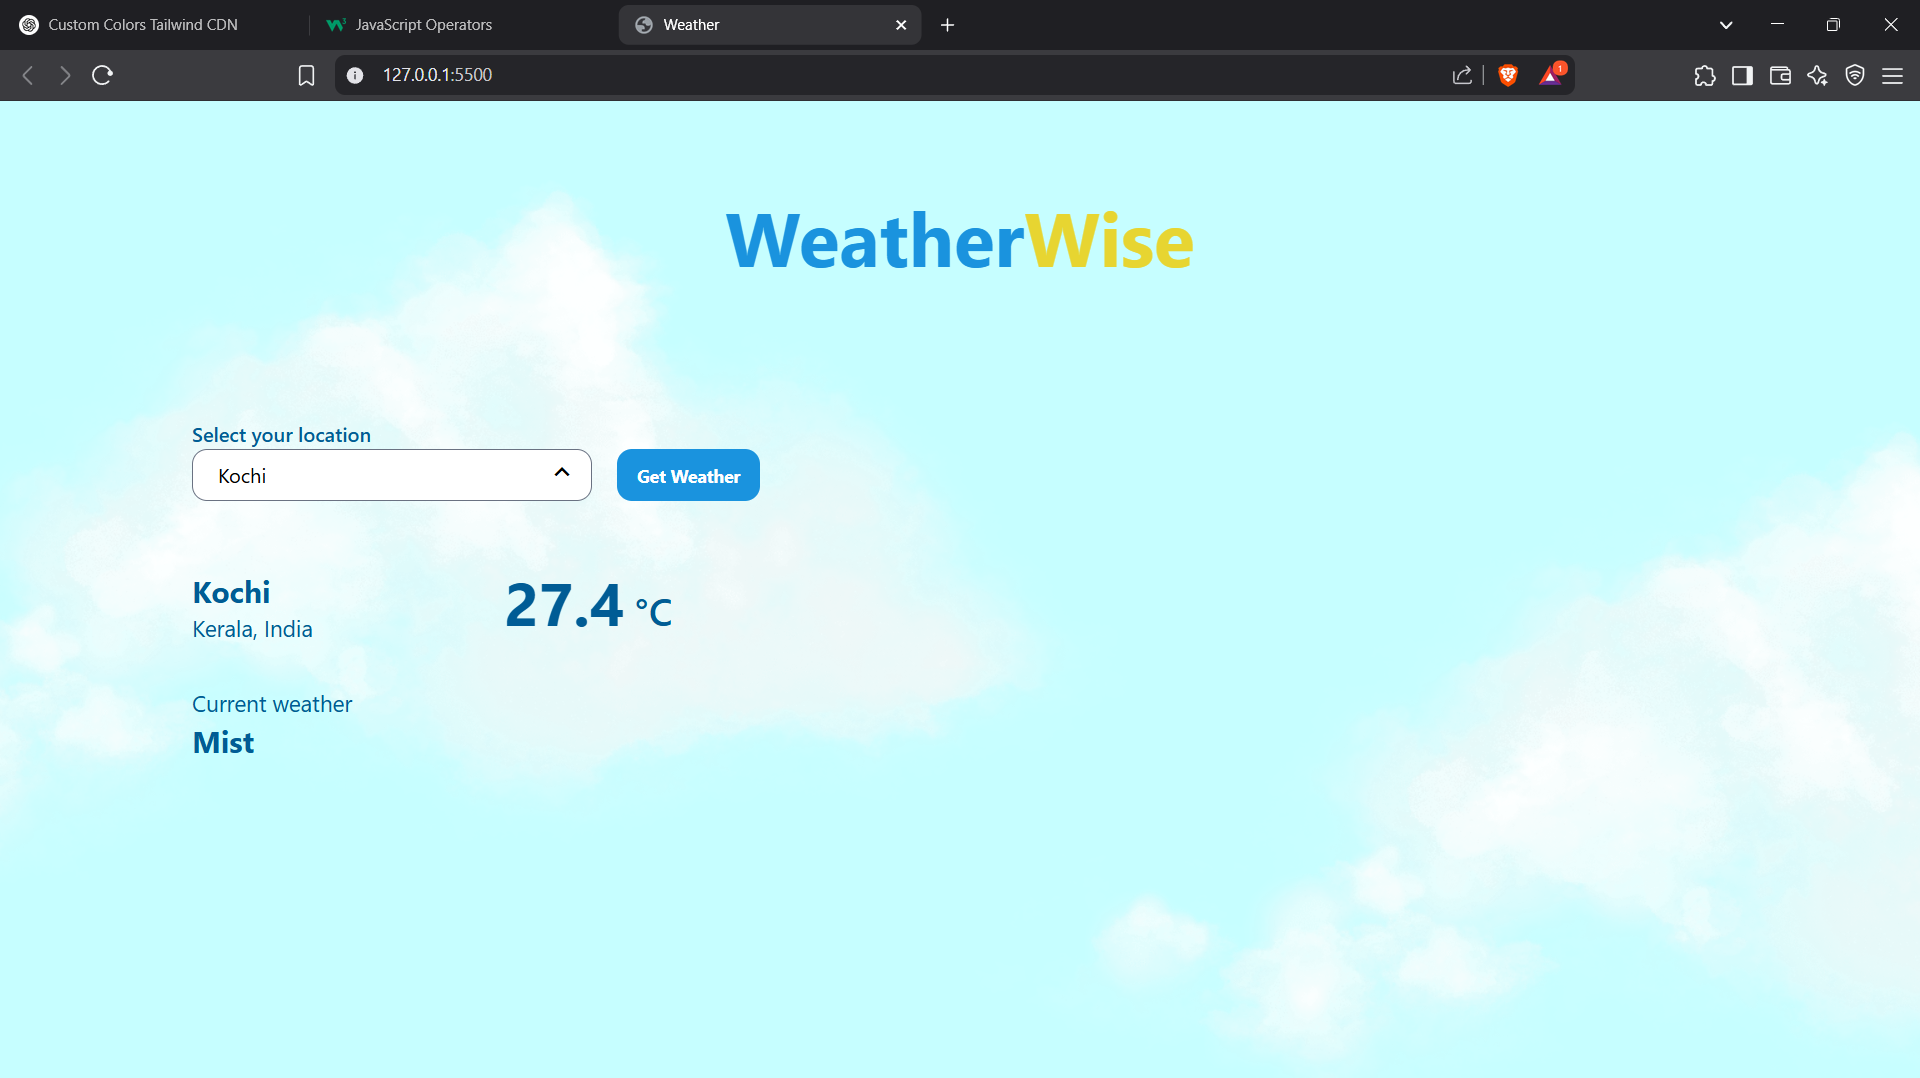 Custom Colors Tailwind CDN
JavaScript Operators
Weather
127.0.0.1:5500
1
WeatherWise
Select your location
Kochi
Get Weather
Kochi
27.4 °C
Kerala, India
Current weather
Mist